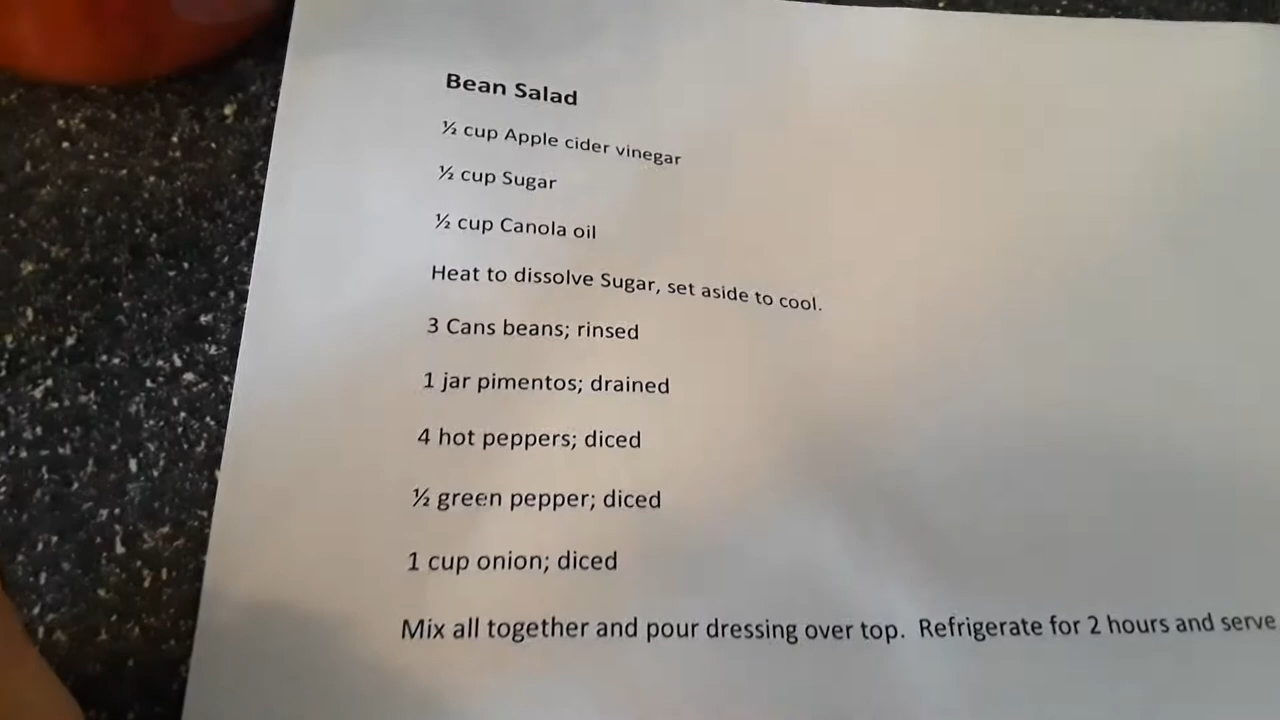 Bean Salad
½ cup Apple cider vinegar
½ cup Sugar
½ cup Canola oil
Heat to dissolve Sugar, set aside to cool.
3 Cans beans; rinsed
1 jar pimentos; drained
4 hot peppers; diced
½ green pepper; diced
1 cup onion; diced
Mix all together and pour dressing over top.  Refrigerate for 2 hours and serve